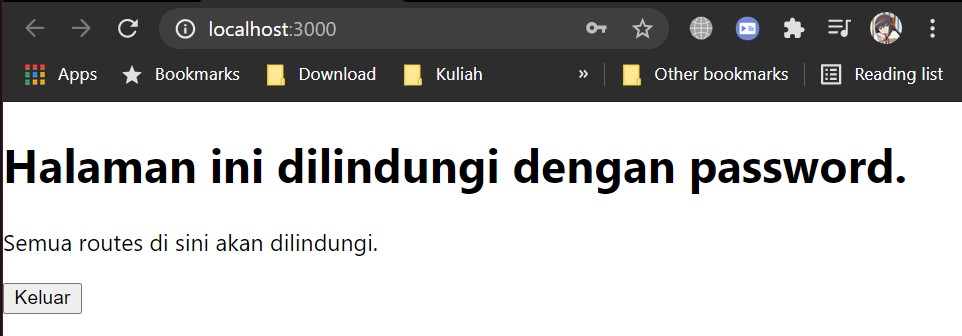 localhost:3000
Apps Bookmarks Download Kuliah » Other bookmarks Reading list
Halaman ini dilindungi dengan password.
Semua routes di sini akan dilindungi.
Keluar